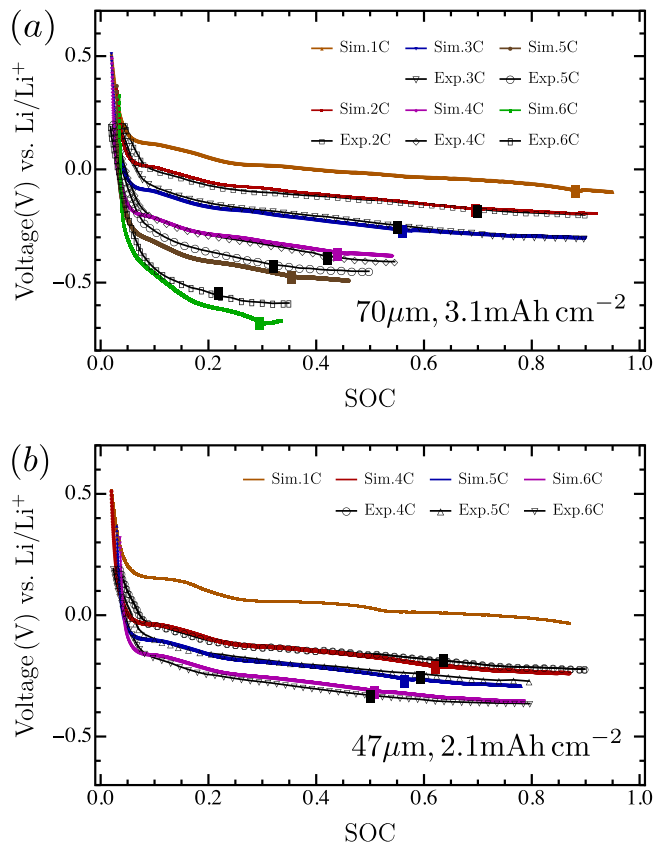 (a)
Sim.1C Sim.3C Sim.5C
Exp.3C Exp.5C
Sim.2C Sim.4C Sim.6C
Exp.2C Exp.4C Exp.6C
Voltage(V) vs. Li/Li⁺
0.5
0.0
−0.5
70μm, 3.1mAh cm⁻²
0.0 0.2 0.4 0.6 0.8 1.0
SOC
(b)
Sim.1C Sim.4C Sim.5C Sim.6C
Exp.4C Exp.5C Exp.6C
Voltage(V) vs. Li/Li⁺
0.5
0.0
−0.5
47μm, 2.1mAh cm⁻²
0.0 0.2 0.4 0.6 0.8 1.0
SOC